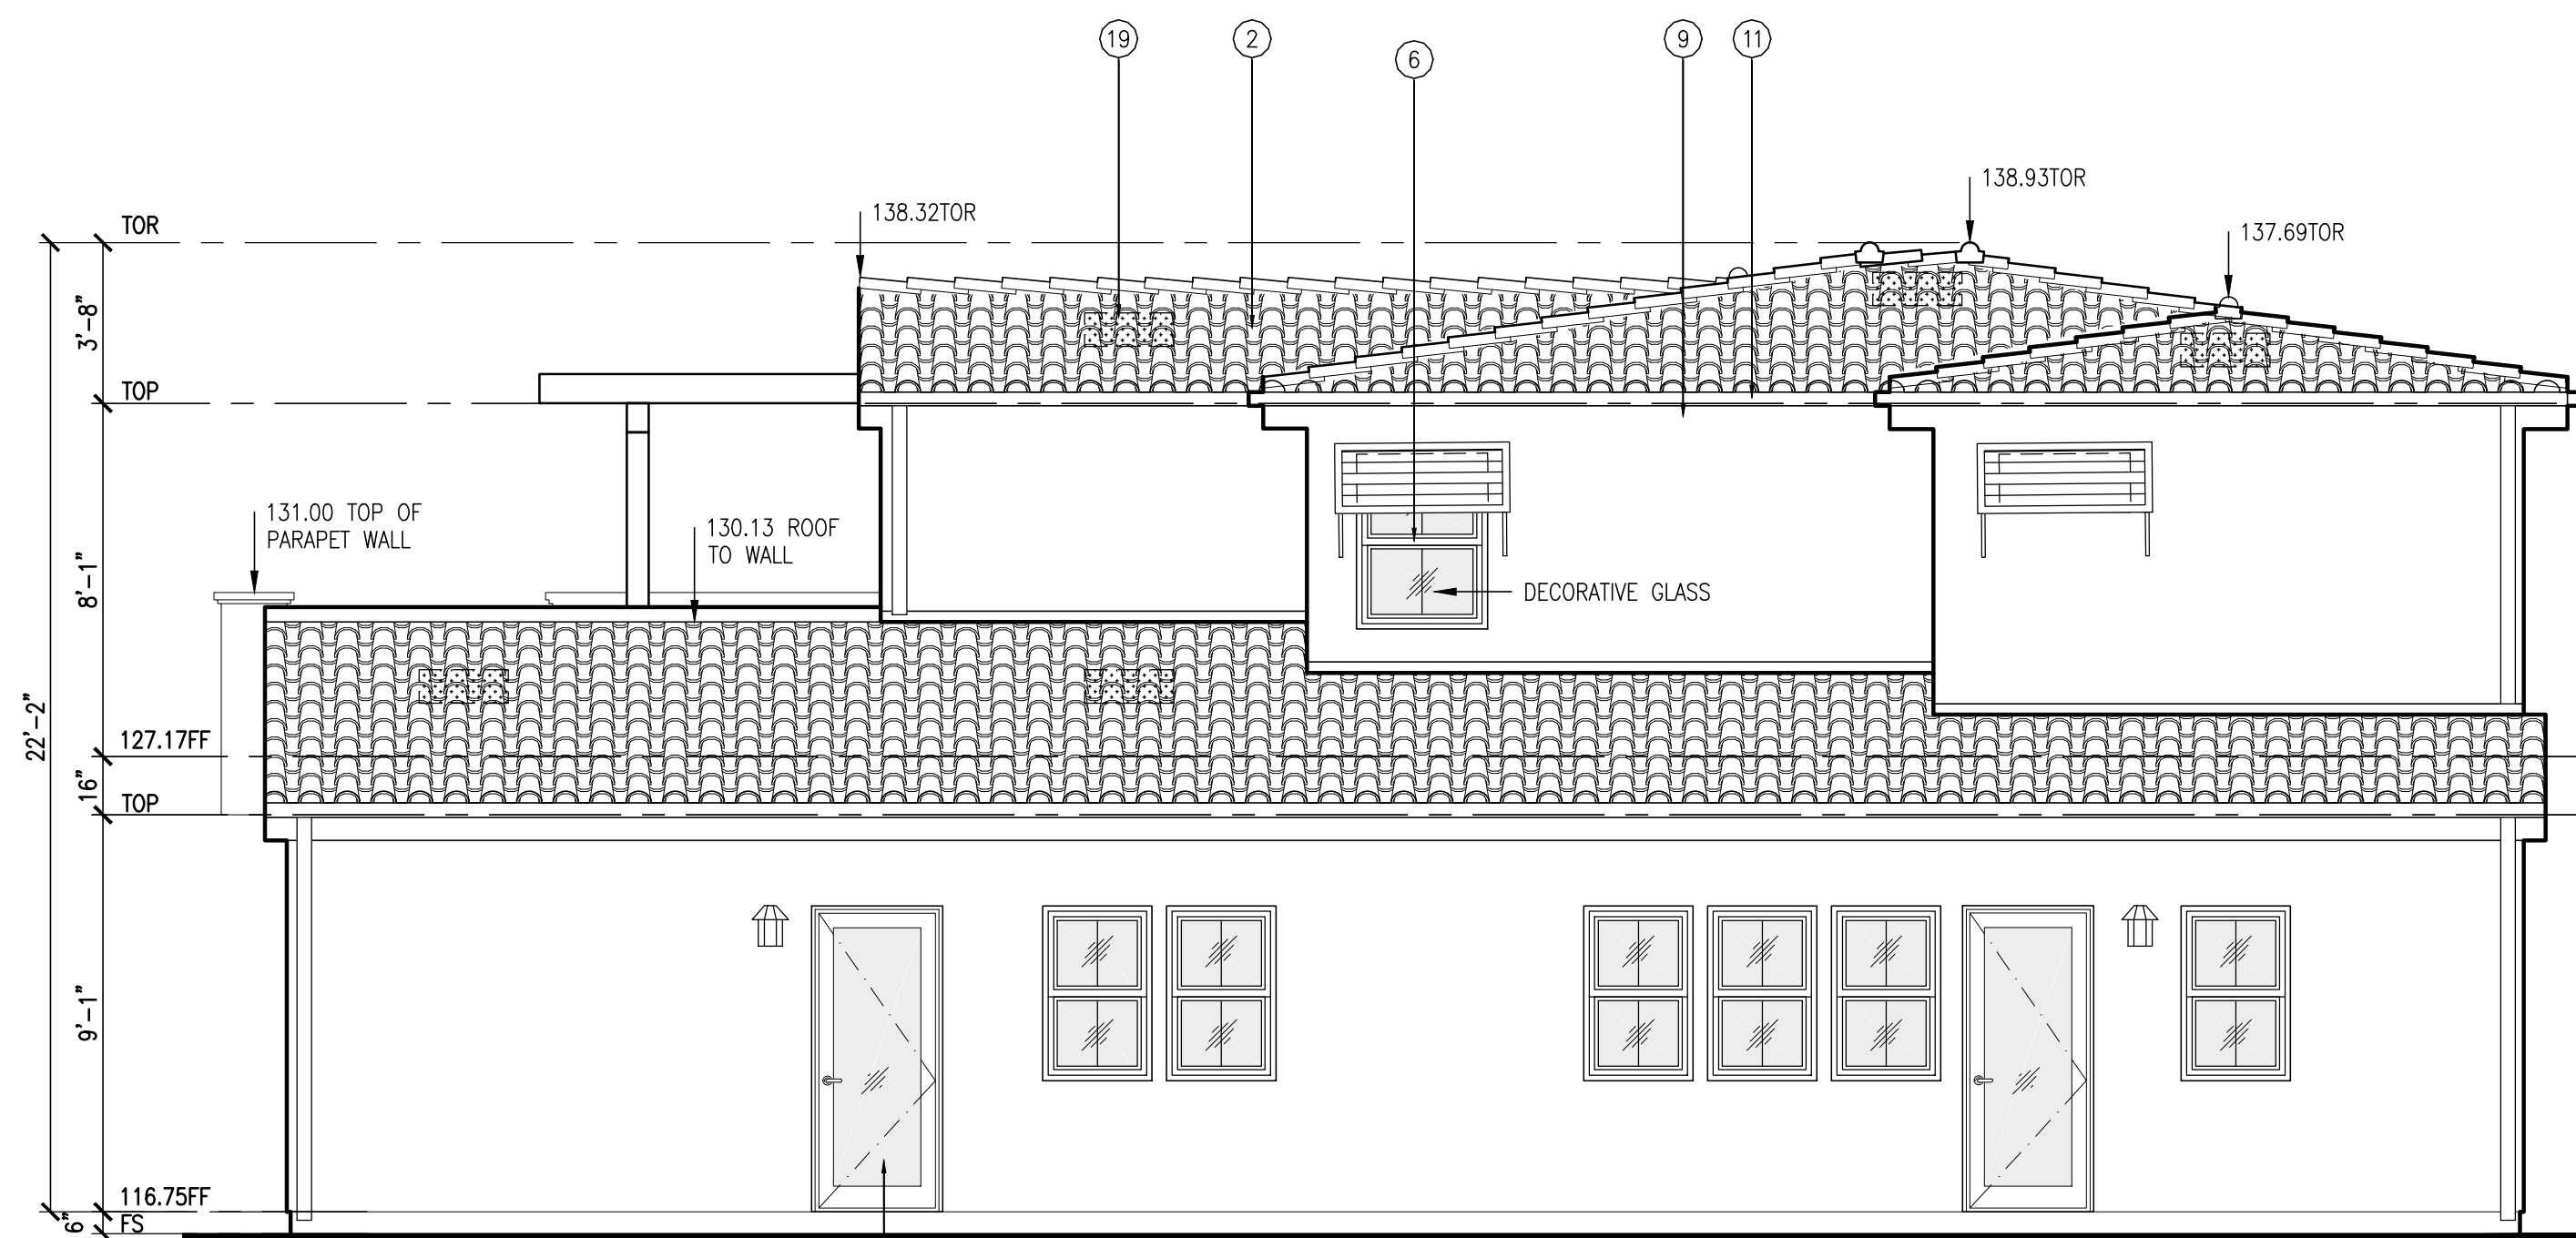 19
2
6
9
11
138.93TOR
138.32TOR
TOR
137.69TOR
3'-8"
TOP
131.00 TOP OF
PARAPET WALL
130.13 ROOF
TO WALL
8'-1"
DECORATIVE GLASS
22'-2"
127.17FF
16"
TOP
9'-1"
116.75FF
6"
FS